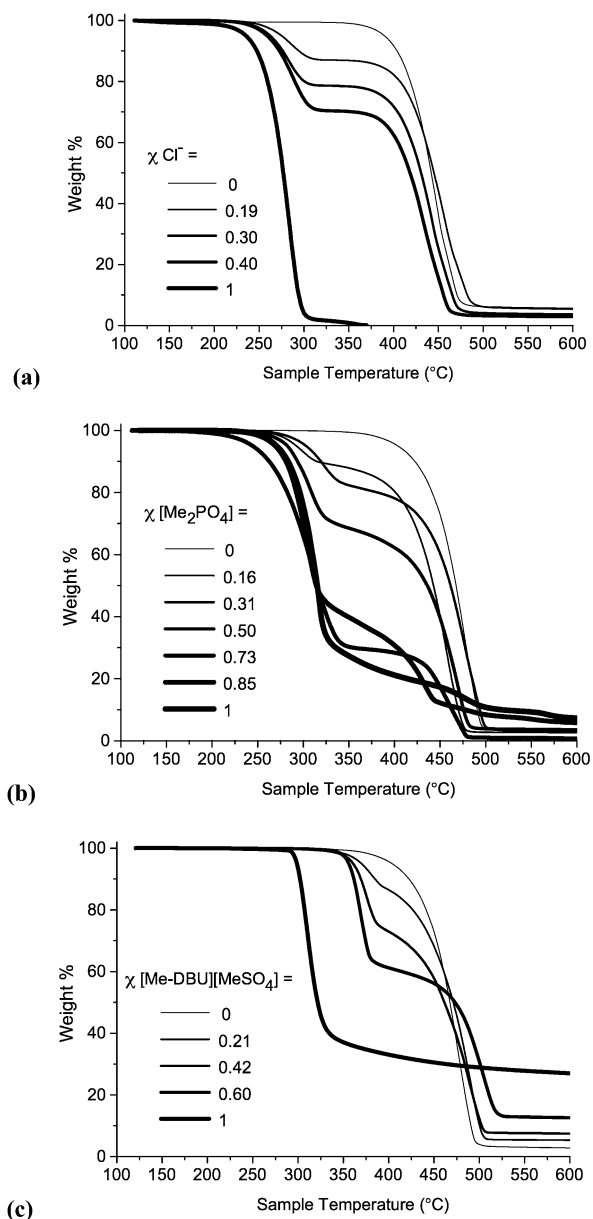 100
80
60
40
20
0
Weight %
χ Cl⁻ =
0
0.19
0.30
0.40
1
100 150 200 250 300 350 400 450 500 550 600
Sample Temperature (°C)
(a)
100
80
60
40
20
0
Weight %
χ [Me₂PO₄] =
0
0.16
0.31
0.50
0.73
0.85
1
100 150 200 250 300 350 400 450 500 550 600
Sample Temperature (°C)
(b)
100
80
60
40
20
0
Weight %
χ [Me-DBU][MeSO₄] =
0
0.21
0.42
0.60
1
100 150 200 250 300 350 400 450 500 550 600
Sample Temperature (°C)
(c)